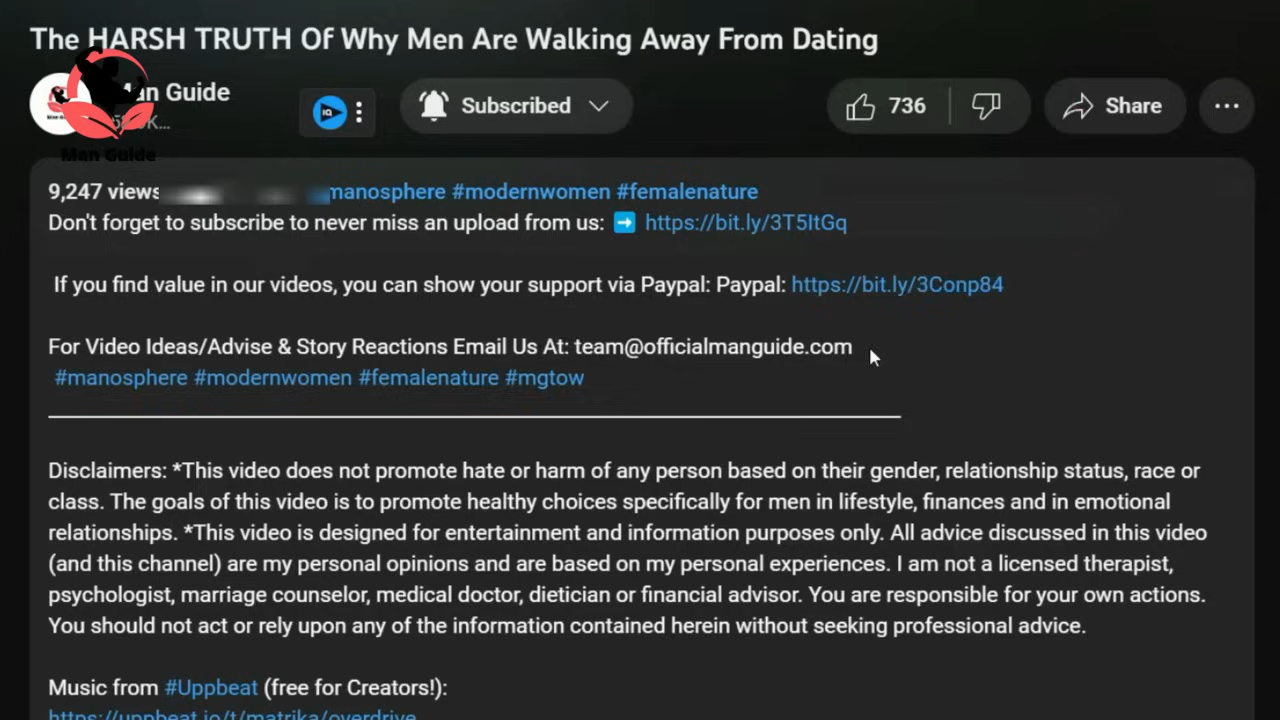 The HARSH TRUTH Of Why Men Are Walking Away From Dating
Man Guide
IQ
Subscribed
736
Share
Man Guide
9,247 views
manosphere #modernwomen #femalenature
Don't forget to subscribe to never miss an upload from us: ➡ https://bit.ly/3T5ItGq
If you find value in our videos, you can show your support via Paypal: Paypal: https://bit.ly/3Conp84
For Video Ideas/Advise & Story Reactions Email Us At: team@officialmanguide.com
#manosphere #modernwomen #femalenature #mgtow
Disclaimers: *This video does not promote hate or harm of any person based on their gender, relationship status, race or
class. The goals of this video is to promote healthy choices specifically for men in lifestyle, finances and in emotional
relationships. *This video is designed for entertainment and information purposes only. All advice discussed in this video
(and this channel) are my personal opinions and are based on my personal experiences. I am not a licensed therapist,
psychologist, marriage counselor, medical doctor, dietician or financial advisor. You are responsible for your own actions.
You should not act or rely upon any of the information contained herein without seeking professional advice.
Music from #Uppbeat (free for Creators!):
https://uppbeat.io/t/matrika/overdrive